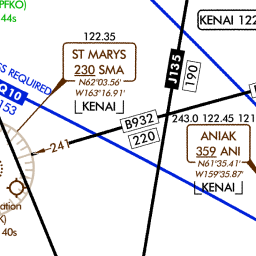 PFKO)
44s
122.35
KENAI 122
ST MARYS
230 SMA
N62°03.56'
W163°16.91'
KENAI
SS REQUIRED
Q10
153
J135
190
B932
220
241
243.0 122.45 121
ANIAK
359 ANI
N61°35.41'
W159°35.87'
KENAI
ation
K)
40s